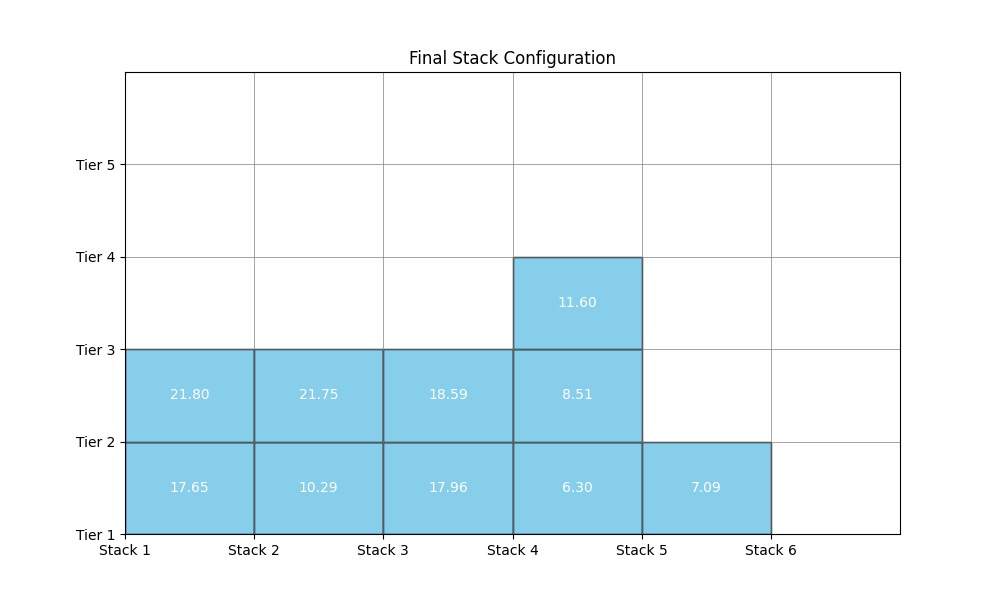 Final Stack Configuration
Tier 5
Tier 4
11.60
Tier 3
21.80 21.75 18.59 8.51
Tier 2
17.65 10.29 17.96 6.30 7.09
Tier 1
Stack 1 Stack 2 Stack 3 Stack 4 Stack 5 Stack 6